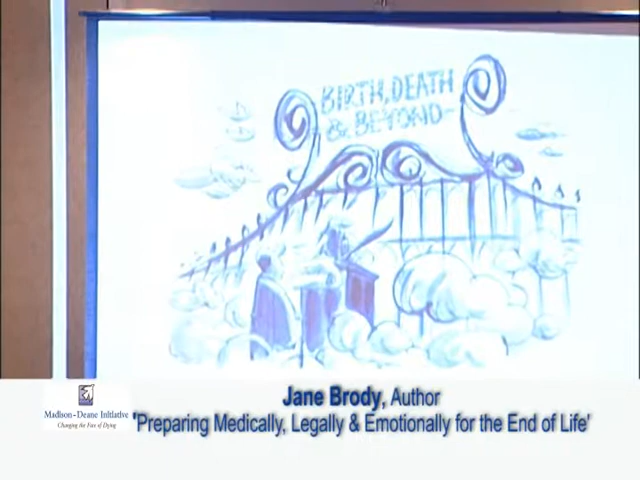 BIRTH, DEATH
& BEYOND-
Jane Brody, Author
Madison-Deane Initiative
Changing the Face of Dying
'Preparing Medically, Legally & Emotionally for the End of Life'